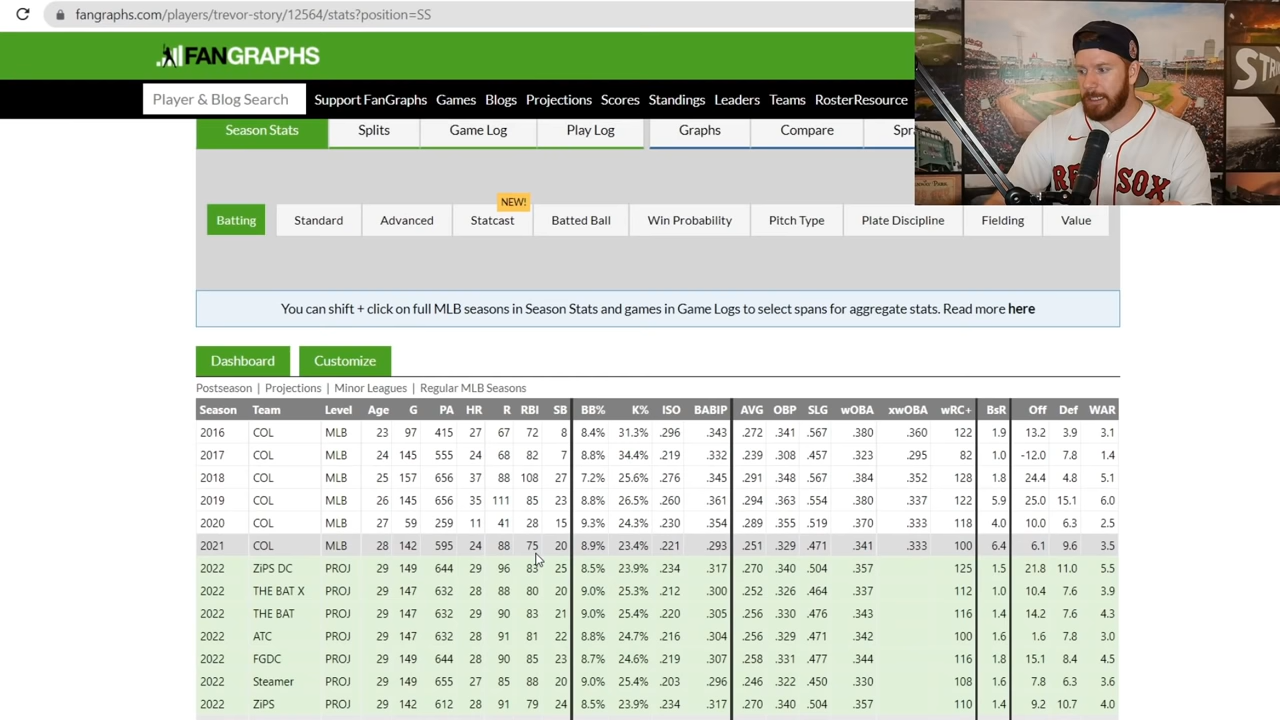 fangraphs.com/players/trevor-story/12564/stats?position=SS
FANGRAPHS
Player & Blog Search Support FanGraphs Games Blogs Projections Scores Standings Leaders Teams RosterResource
Season Stats Splits Game Log Play Log Graphs Compare
NEW!
Batting Standard Advanced Statcast Batted Ball Win Probability Pitch Type Plate Discipline Fielding Value
You can shift + click on full MLB seasons in Season Stats and games in Game Logs to select spans for aggregate stats. Read more here
Dashboard Customize
Postseason | Projections | Minor Leagues | Regular MLB Seasons
Season Team Level Age G PA HR R RBI SB BB% K% ISO BABIP AVG OBP SLG wOBA xwOBA wRC+ BsR Off Def WAR
2016 COL MLB 23 97 415 27 67 72 8 8.4% 31.3% .296 .343 .272 .341 .567 .380 .360 122 1.9 13.2 3.9 3.1
2017 COL MLB 24 145 555 24 68 82 7 8.8% 34.4% .219 .332 .239 .308 .457 .323 .295 82 1.0 -12.0 7.8 1.4
2018 COL MLB 25 157 656 37 88 108 27 7.2% 25.6% .276 .345 .291 .348 .567 .384 .352 128 1.8 24.4 4.8 5.1
2019 COL MLB 26 145 656 35 111 85 23 8.8% 26.5% .260 .361 .294 .363 .554 .380 .337 122 5.9 25.0 15.1 6.0
2020 COL MLB 27 59 259 11 41 28 15 9.3% 24.3% .230 .354 .289 .355 .519 .370 .333 118 4.0 10.0 6.3 2.5
2021 COL MLB 28 142 595 24 88 75 20 8.9% 23.4% .221 .293 .251 .329 .471 .341 .333 100 6.4 6.1 9.6 3.5
2022 ZiPS DC PROJ 29 149 644 29 96 83 25 8.5% 23.9% .234 .317 .270 .340 .504 .357 125 1.5 21.8 11.0 5.5
2022 THE BAT X PROJ 29 147 632 28 88 80 20 9.0% 25.3% .212 .300 .252 .326 .464 .337 112 1.0 10.4 7.6 3.9
2022 THE BAT PROJ 29 147 632 29 90 83 21 9.0% 25.4% .220 .305 .256 .330 .476 .343 116 1.4 14.2 7.6 4.3
2022 ATC PROJ 29 147 632 28 91 81 22 8.8% 24.7% .216 .304 .256 .329 .471 .342 100 1.6 1.6 7.8 3.0
2022 FGDC PROJ 29 149 644 28 90 85 23 8.7% 24.6% .219 .307 .258 .331 .477 .344 116 1.8 15.1 8.4 4.5
2022 Steamer PROJ 29 149 655 27 85 88 20 9.0% 25.4% .203 .296 .246 .322 .450 .330 108 1.6 7.8 6.3 3.6
2022 ZiPS PROJ 29 142 612 28 91 79 24 8.5% 23.9% .234 .317 .270 .340 .504 .357 110 1.4 9.2 10.7 4.0
RED SOX